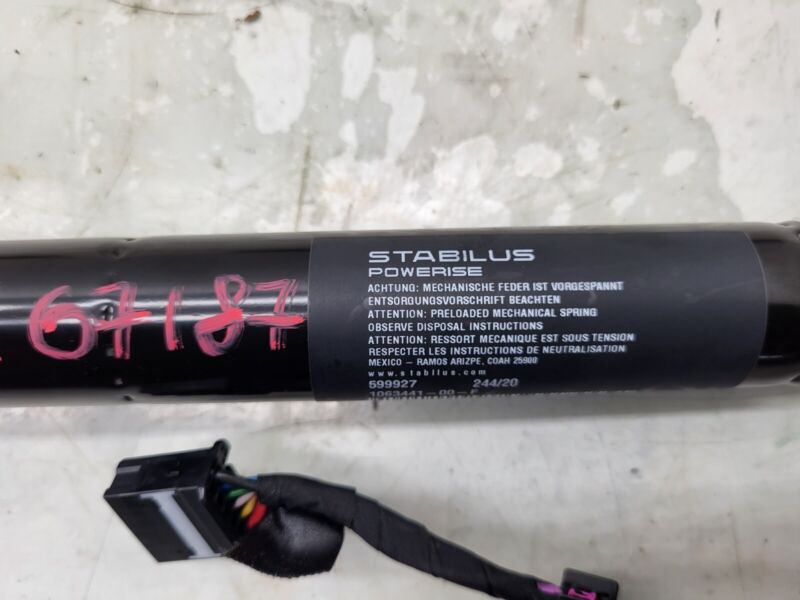 67187
STABILUS
POWERISE
ACHTUNG: MECHANISCHE FEDER IST VORGESPANNT
ENTSORGUNGSVORSCHRIFT BEACHTEN
ATTENTION: PRELOADED MECHANICAL SPRING
OBSERVE DISPOSAL INSTRUCTIONS
ATTENTION: RESSORT MECANIQUE EST SOUS TENSION
RESPECTER LES INSTRUCTIONS DE NEUTRALISATION
MEXICO – RAMOS ARIZPE, COAH 25900
www.stabilus.com
599927 244/20
1063441-00-F